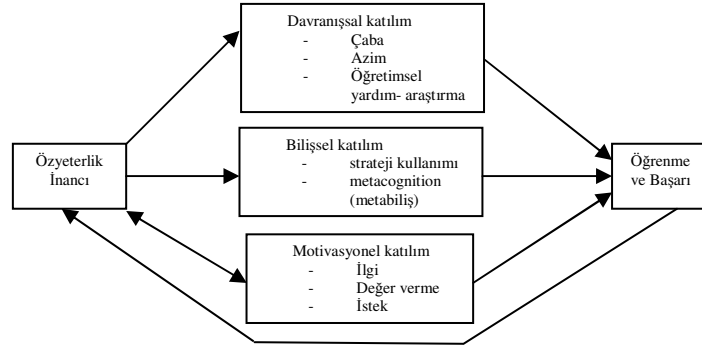 Davranışsal katılım
- Çaba
- Azim
- Öğretimsel
yardım- araştırma
Özyeterlik
İnancı
Bilişsel katılım
- strateji kullanımı
- metacognition
(metabiliş)
Öğrenme
ve Başarı
Motivasyonel katılım
- İlgi
- Değer verme
- İstek